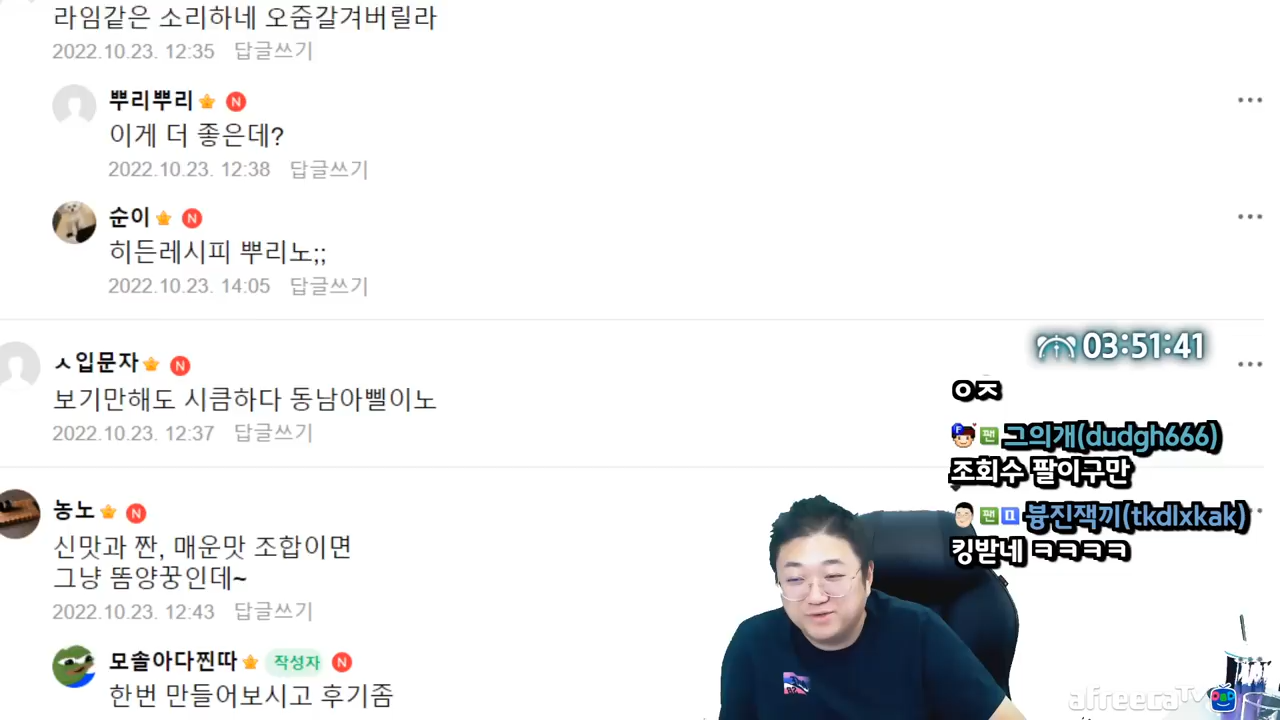 라임같은 소리하네 오줌갈겨버릴라
2022.10.23. 12:35 답글쓰기
뿌리뿌리 N
이게 더 좋은데?
2022.10.23. 12:38 답글쓰기
순이 N
히든레시피 뿌리노;;
2022.10.23. 14:05 답글쓰기
ㅅ입문자 N
보기만해도 시큼하다 동남아삘이노
2022.10.23. 12:37 답글쓰기
농노 N
신맛과 짠, 매운맛 조합이면
그냥 똠양꿍인데~
2022.10.23. 12:43 답글쓰기
모솔아다찐따 작성자 N
한번 만들어보시고 후기좀
03:51:41
ㅇㅈ
F 팬 그의개(dudgh666)
조회수 팔이구만
팬 n 븅진잭끼(tkdlxkak)
킹받네 ㅋㅋㅋㅋ
afreecaTV